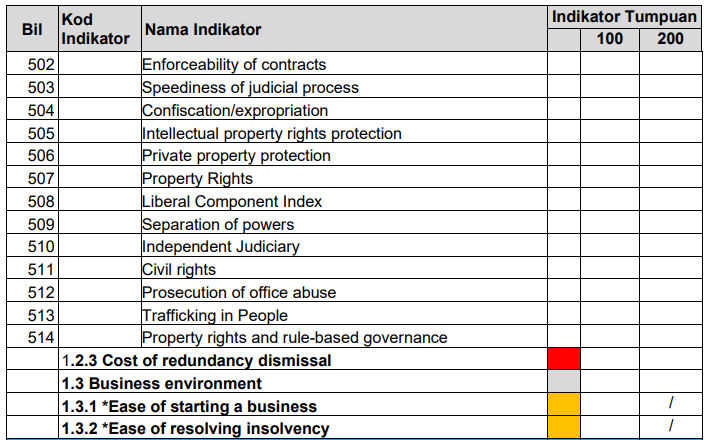 Bil Kod Indikator Nama Indikator Indikator Tumpuan
100 200
502 Enforceability of contracts
503 Speediness of judicial process
504 Confiscation/expropriation
505 Intellectual property rights protection
506 Private property protection
507 Property Rights
508 Liberal Component Index
509 Separation of powers
510 Independent Judiciary
511 Civil rights
512 Prosecution of office abuse
513 Trafficking in People
514 Property rights and rule-based governance
1.2.3 Cost of redundancy dismissal
1.3 Business environment
1.3.1 *Ease of starting a business /
1.3.2 *Ease of resolving insolvency /